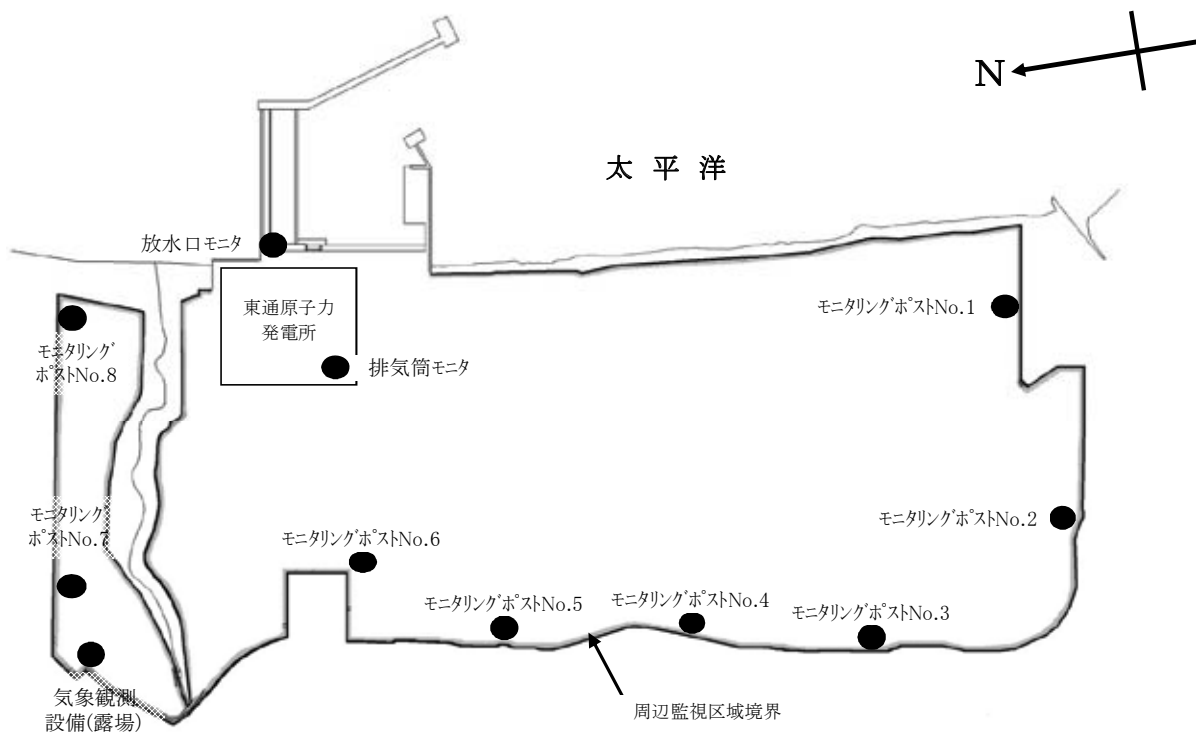 N
太 平 洋
放水口モニタ
東通原子力
発電所
排気筒モニタ
モニタリングポストNo.1
モニタリング
ポストNo.8
モニタリング
ポストNo.7
モニタリングポストNo.2
モニタリングポストNo.6
モニタリングポストNo.5
モニタリングポストNo.4
モニタリングポストNo.3
気象観測
設備(露場)
周辺監視区域境界